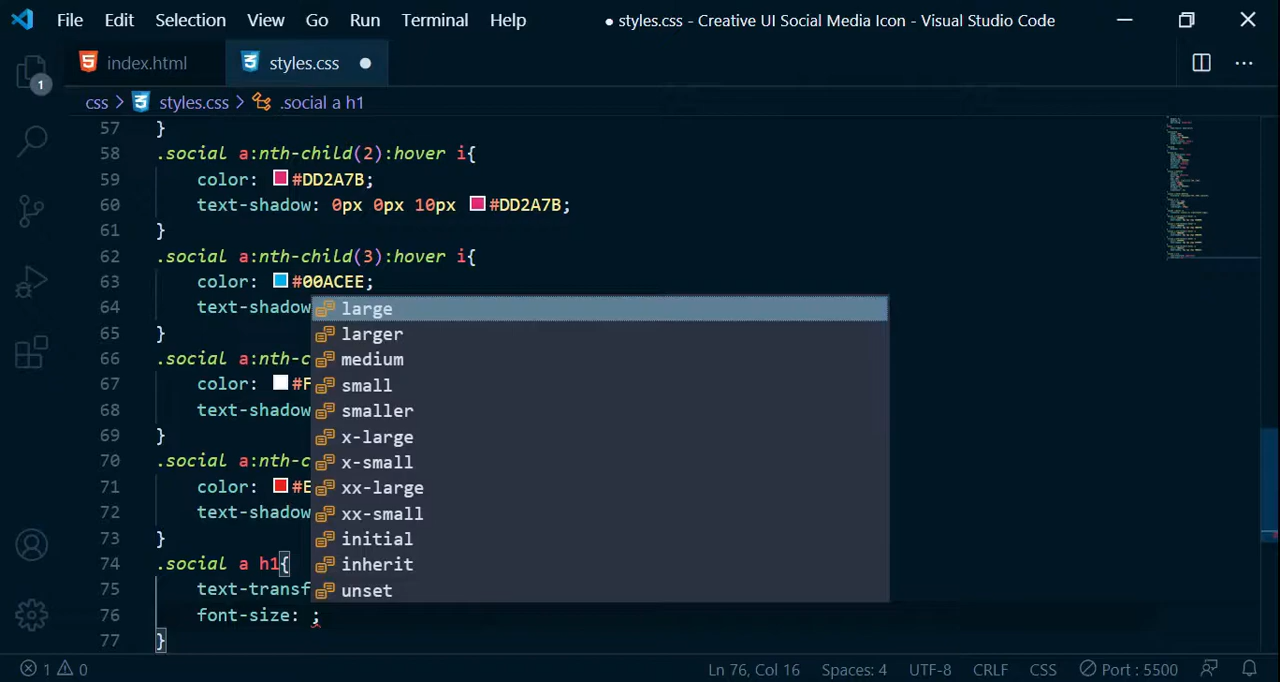 File Edit Selection View Go Run Terminal Help ● styles.css - Creative UI Social Media Icon - Visual Studio Code
index.html styles.css ●
1
css > styles.css > .social a h1
57 }
58 .social a:nth-child(2):hover i{
59 color: #DD2A7B;
60 text-shadow: 0px 0px 10px #DD2A7B;
61 }
62 .social a:nth-child(3):hover i{
63 color: #00ACEE;
64 text-shadow
large
65 }
larger
66 .social a:nth-c
medium
67 color: #F
small
68 text-shadow
smaller
69 }
x-large
70 .social a:nth-c
x-small
71 color: #E
xx-large
72 text-shadow
xx-small
73 }
initial
74 .social a h1{
inherit
75 text-transf
unset
76 font-size: ;
77 }
1 0 Ln 76, Col 16 Spaces: 4 UTF-8 CRLF CSS Port : 5500